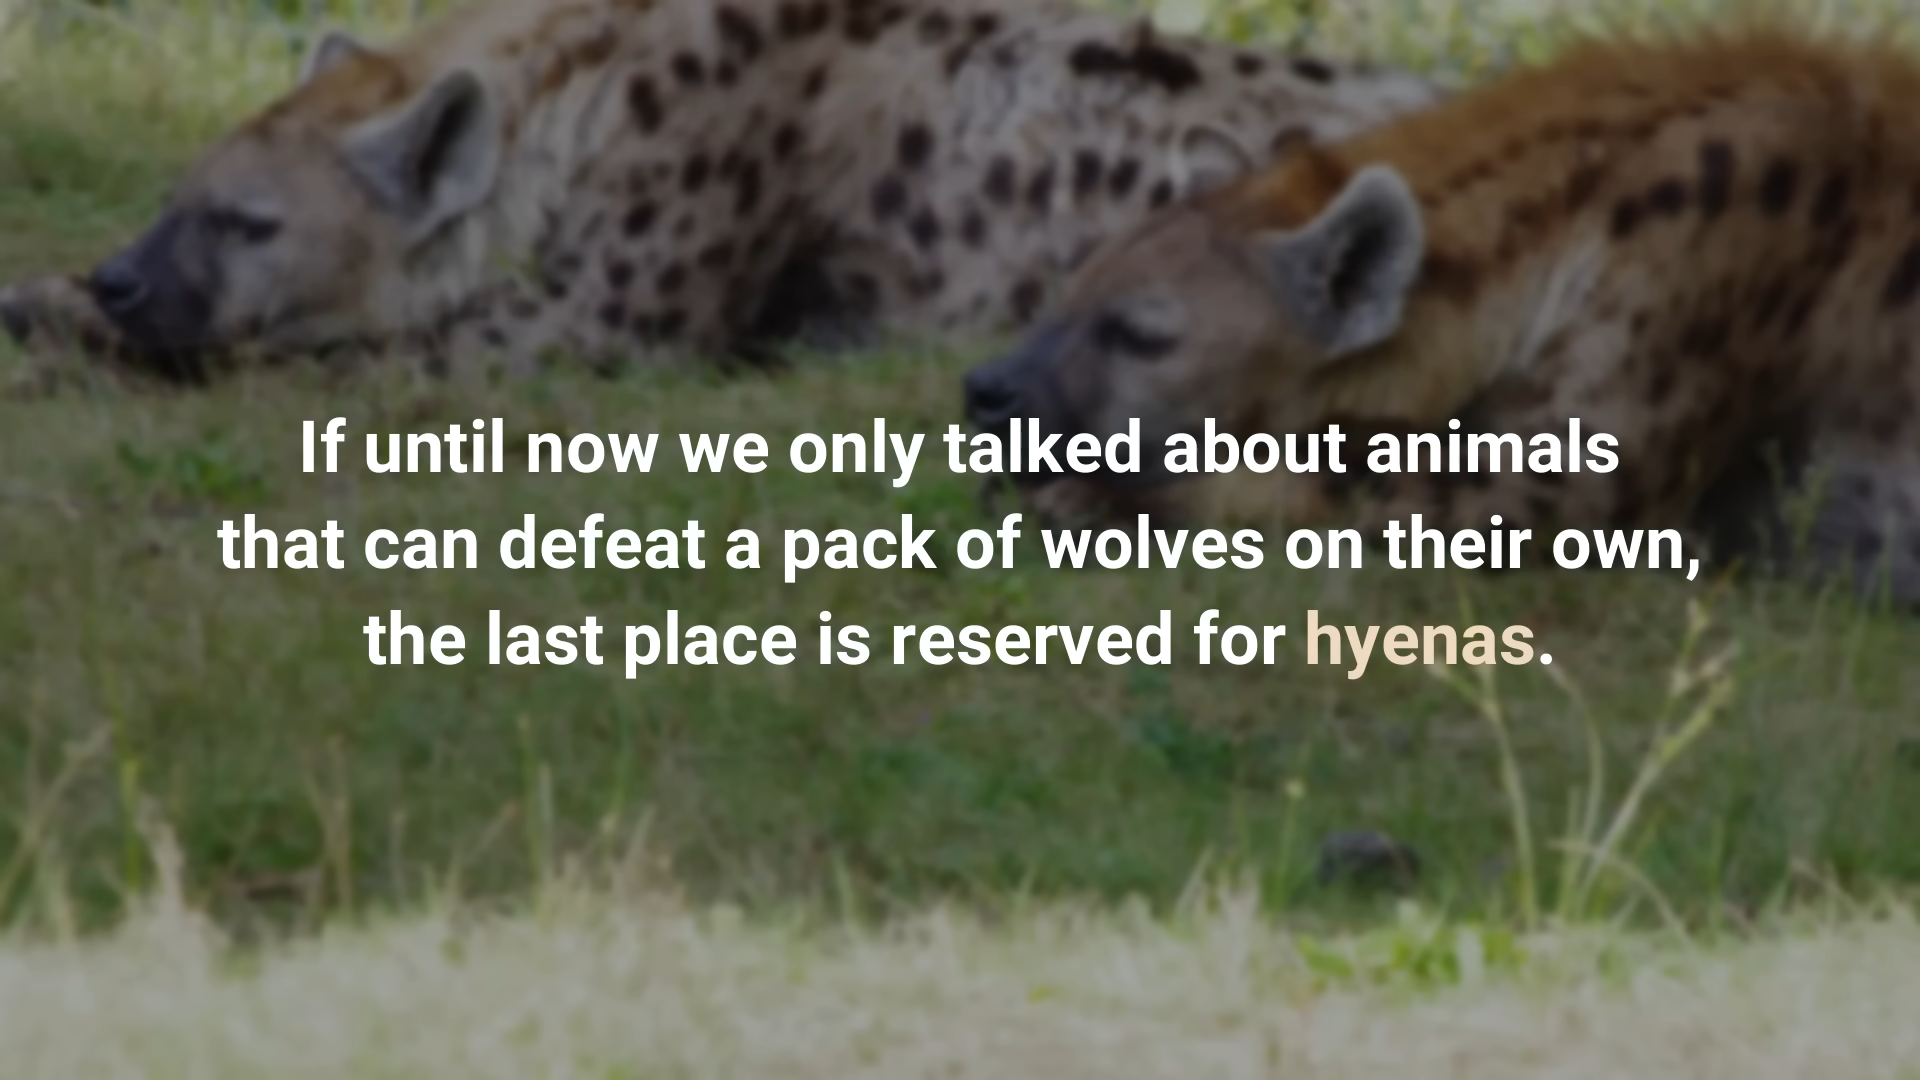 If until now we only talked about animals
that can defeat a pack of wolves on their own,
the last place is reserved for hyenas.